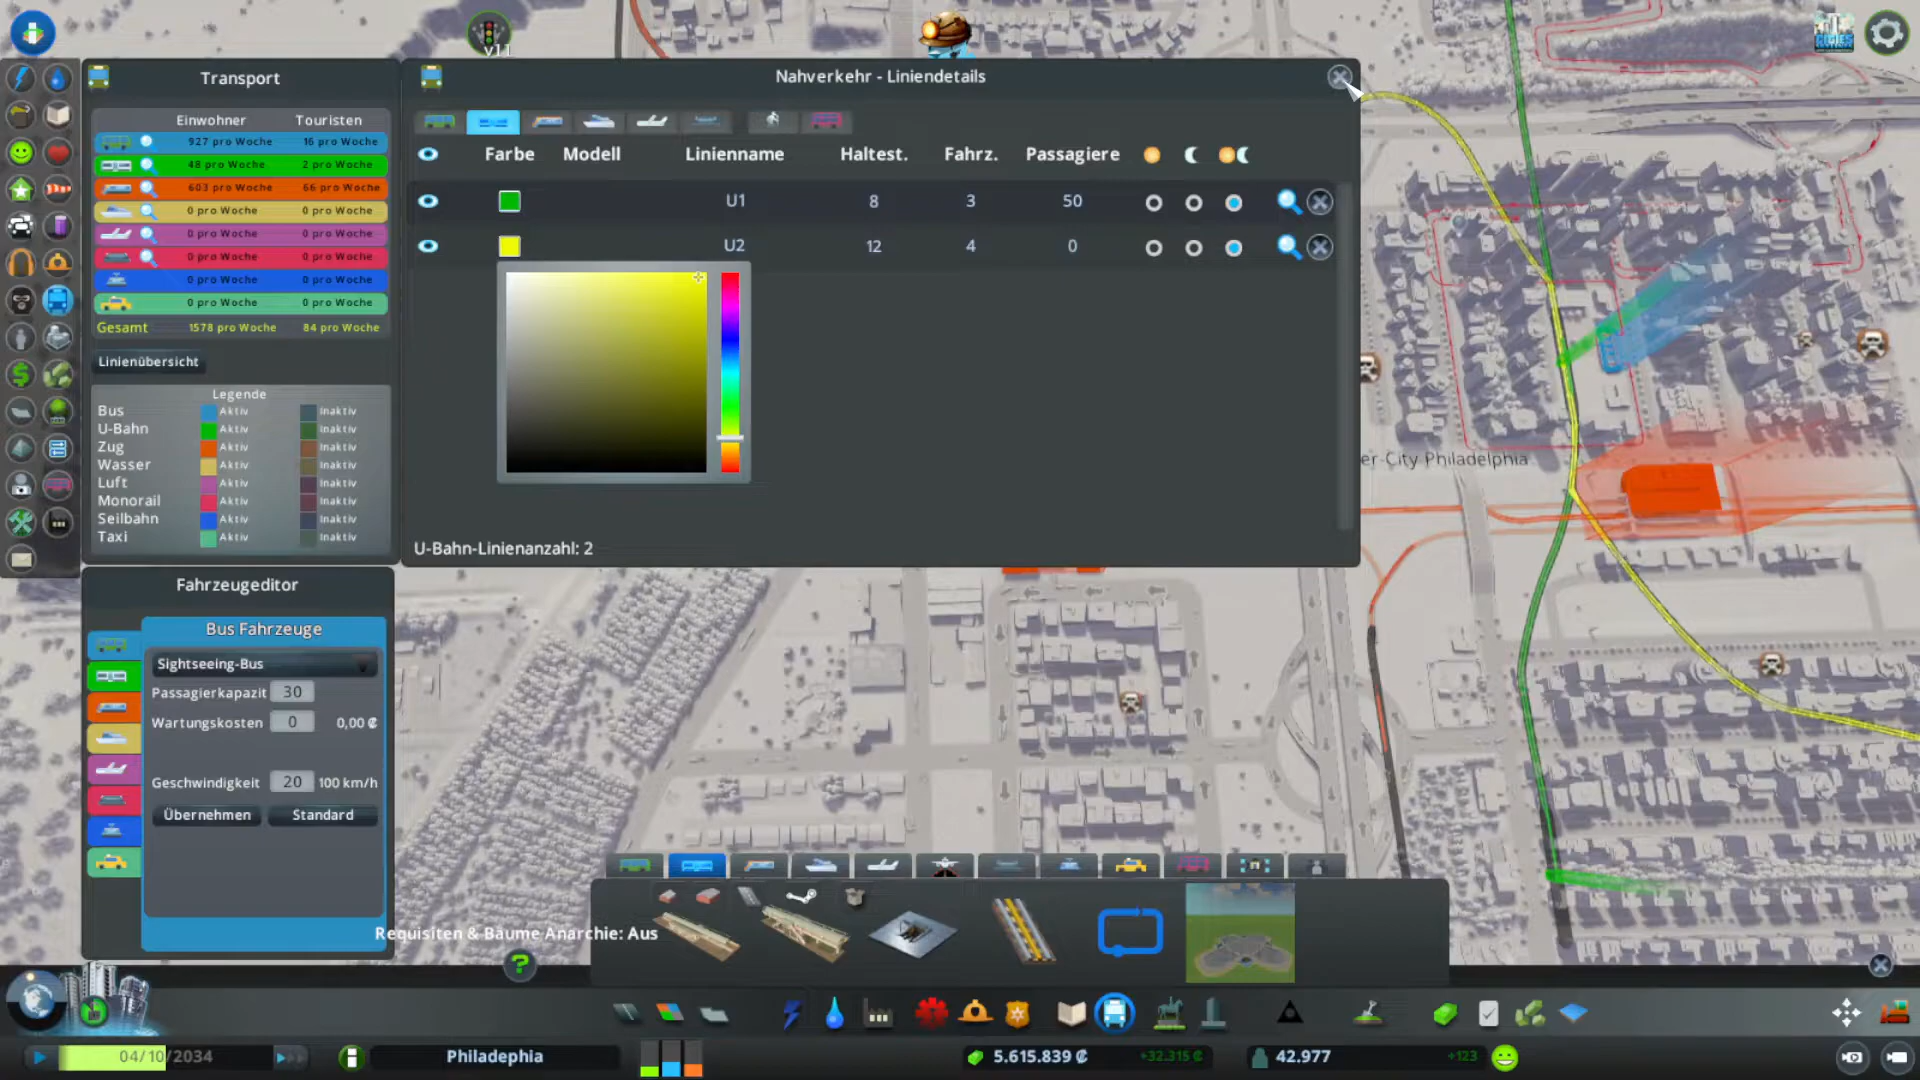 v11
Transport
Einwohner Touristen
927 pro Woche 16 pro Woche
48 pro Woche 2 pro Woche
603 pro Woche 66 pro Woche
0 pro Woche 0 pro Woche
0 pro Woche 0 pro Woche
0 pro Woche 0 pro Woche
0 pro Woche 0 pro Woche
0 pro Woche 0 pro Woche
Gesamt 1578 pro Woche 84 pro Woche
Linienübersicht
Legende
Bus Aktiv Inaktiv
U-Bahn Aktiv Inaktiv
Zug Aktiv Inaktiv
Wasser Aktiv Inaktiv
Luft Aktiv Inaktiv
Monorail Aktiv Inaktiv
Seilbahn Aktiv Inaktiv
Taxi Aktiv Inaktiv
Nahverkehr - Liniendetails
Farbe Modell Linienname Haltest. Fahrz. Passagiere
U1 8 3 50
U2 12 4 0
U-Bahn-Linienanzahl: 2
er-City Philadelphia
Fahrzeugeditor
Bus Fahrzeuge
Sightseeing-Bus
Passagierkapazit 30
Wartungskosten 0 0,00 ₡
Geschwindigkeit 20 100 km/h
Übernehmen Standard
Requisiten & Bäume Anarchie: Aus
04/10/2034
Philadephia
5.615.839 ₡ +32.315 ₡
42.977 +123